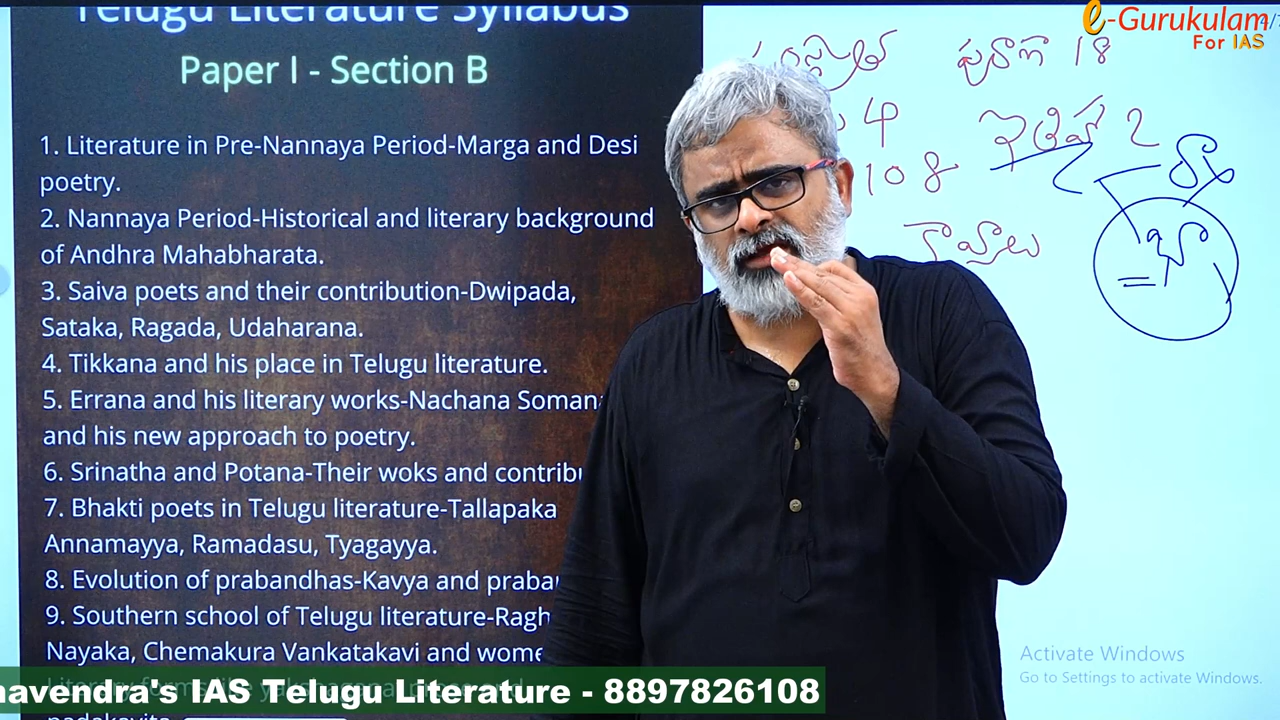 Telugu Literature Syllabus
Paper I - Section B
1. Literature in Pre-Nannaya Period-Marga and Desi
poetry.
2. Nannaya Period-Historical and literary background
of Andhra Mahabharata.
3. Saiva poets and their contribution-Dwipada,
Sataka, Ragada, Udaharana.
4. Tikkana and his place in Telugu literature.
5. Errana and his literary works-Nachana Soman
and his new approach to poetry.
6. Srinatha and Potana-Their woks and contribu
7. Bhakti poets in Telugu literature-Tallapaka
Annamayya, Ramadasu, Tyagayya.
8. Evolution of prabandhas-Kavya and praba
9. Southern school of Telugu literature-Ragh
Nayaka, Chemakura Vankatakavi and wome
e-Gurukulam
For IAS
18
4
2
108
కావ్యాలు
Activate Windows
Go to Settings to activate Windows.
havendra's IAS Telugu Literature - 8897826108